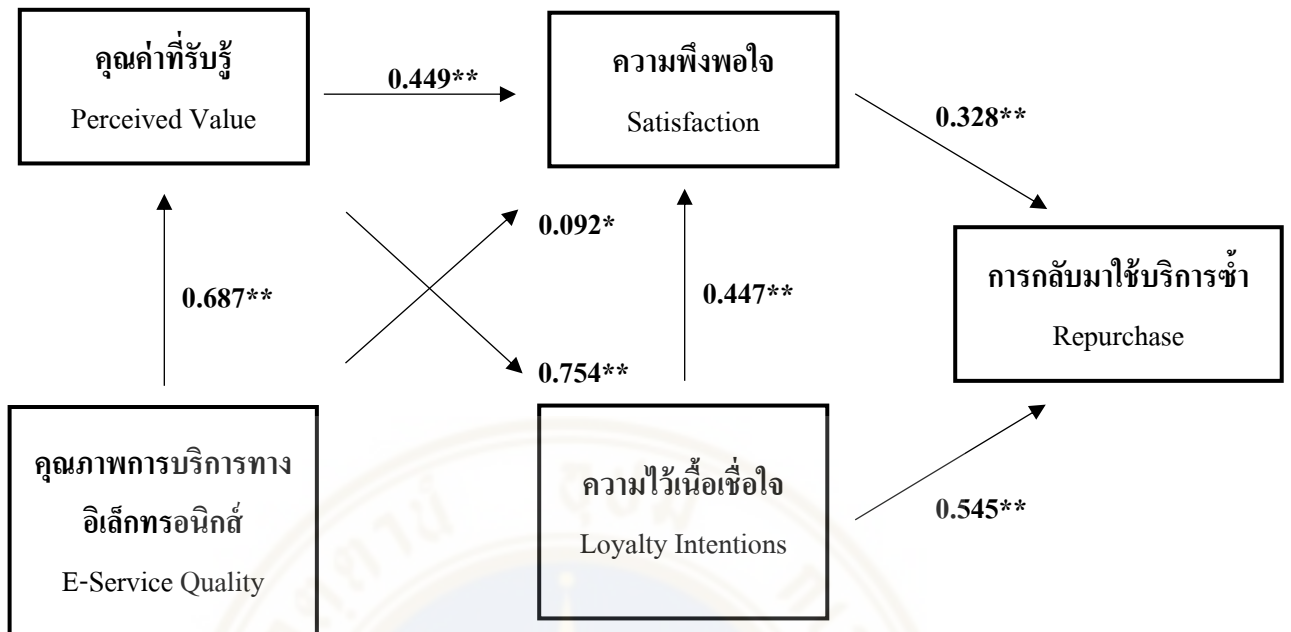 คุณค่าที่รับรู้
Perceived Value
0.449**
ความพึงพอใจ
Satisfaction
0.328**
0.092*
0.687**
0.447**
การกลับมาใช้บริการซ้ำ
Repurchase
0.754**
คุณภาพการบริการทาง
อิเล็กทรอนิกส์
E-Service Quality
ความไว้เนื้อเชื่อใจ
Loyalty Intentions
0.545**